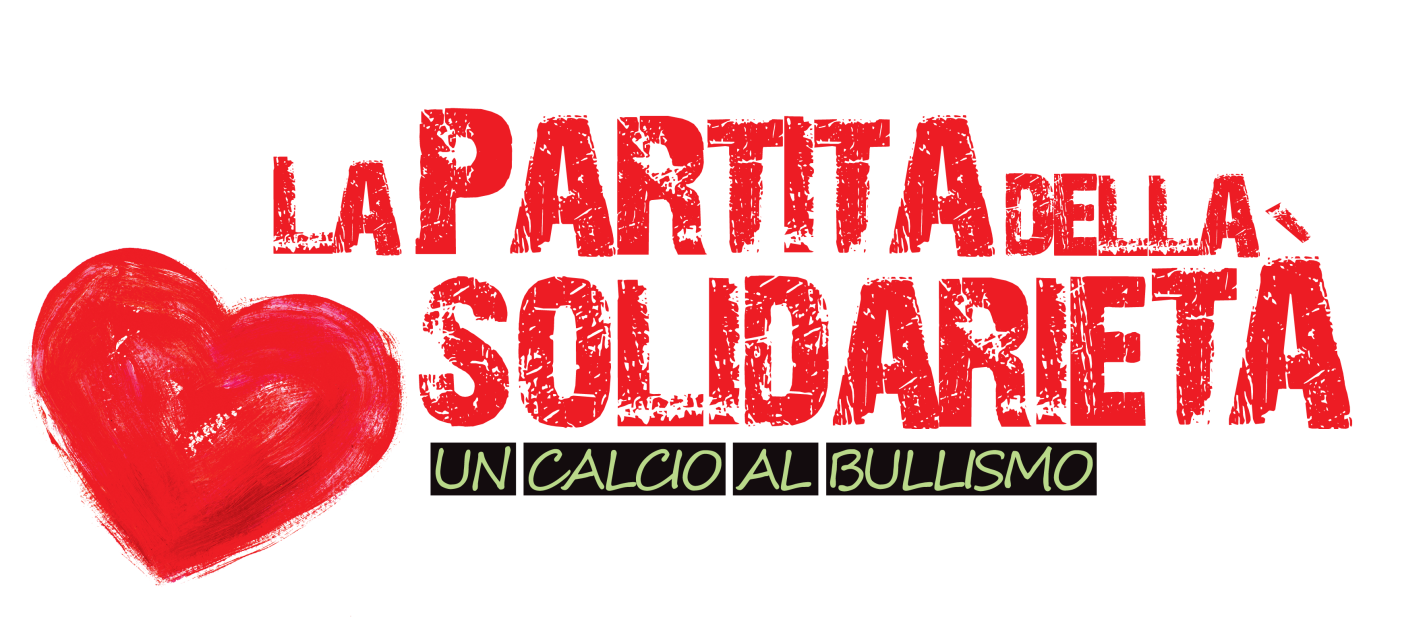 LA PARTITA DELLA
SOLIDARIETÀ
UN CALCIO AL BULLISMO